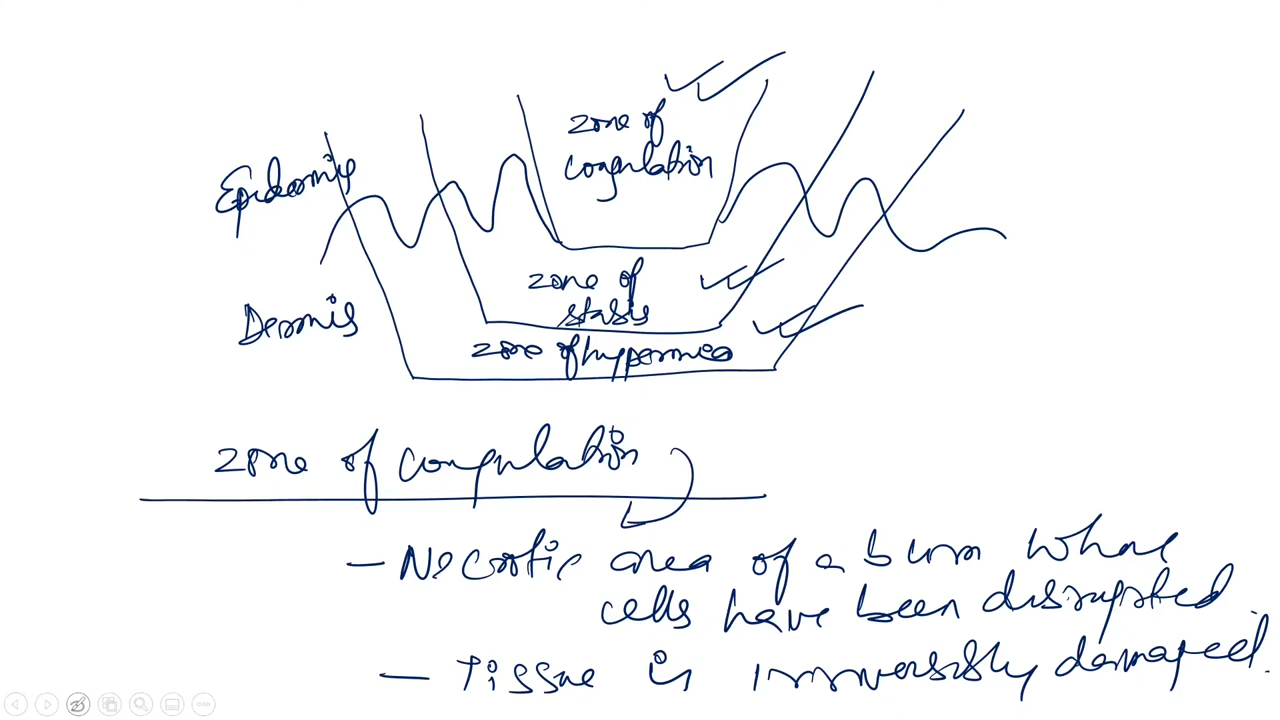 zone of
coagulation
Epidermis
zone of
stasis
Dermis
zone of hyperemia
zone of coagulation
- Necrotic area of a burn where
cells have been disrupted
- Tissue is irreversibly damaged.